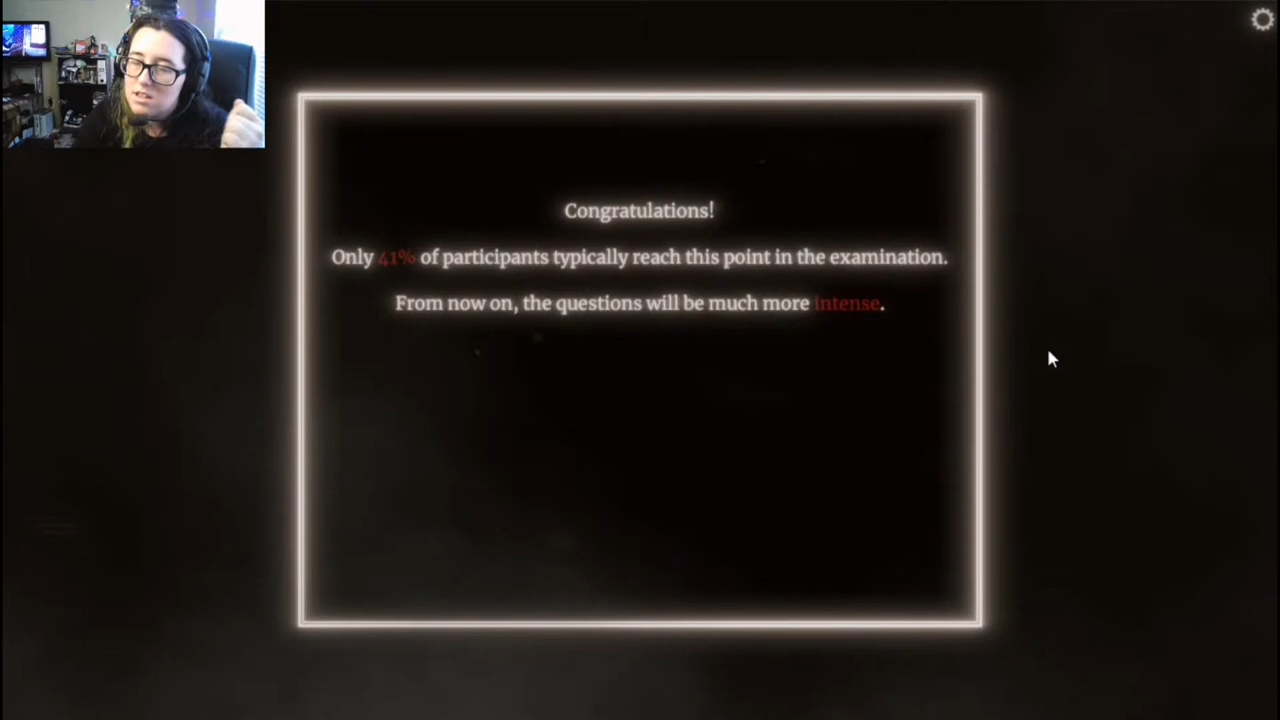 Congratulations!
Only 41% of participants typically reach this point in the examination.
From now on, the questions will be much more intense.